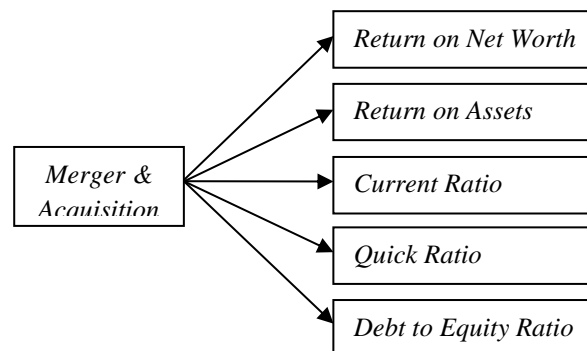 Return on Net Worth
Return on Assets
Merger &
Acquisition
Current Ratio
Quick Ratio
Debt to Equity Ratio